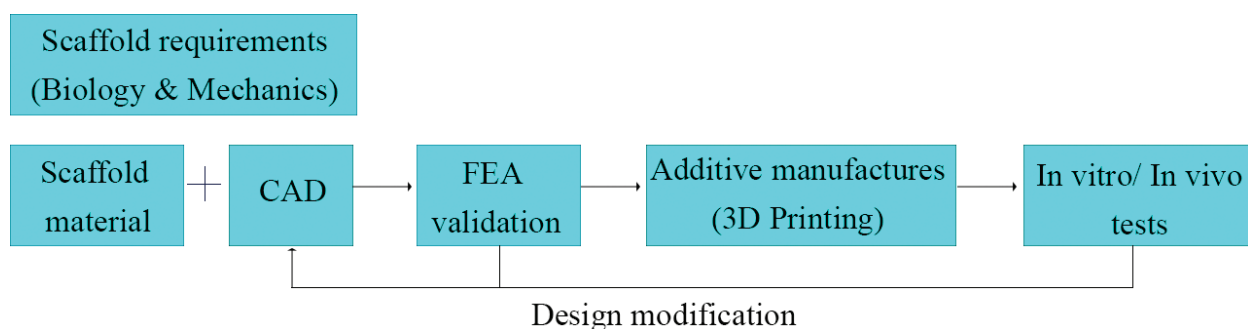 Scaffold requirements
(Biology & Mechanics)
Scaffold
material
+
CAD
FEA
validation
Additive manufactures
(3D Printing)
In vitro/ In vivo
tests
Design modification